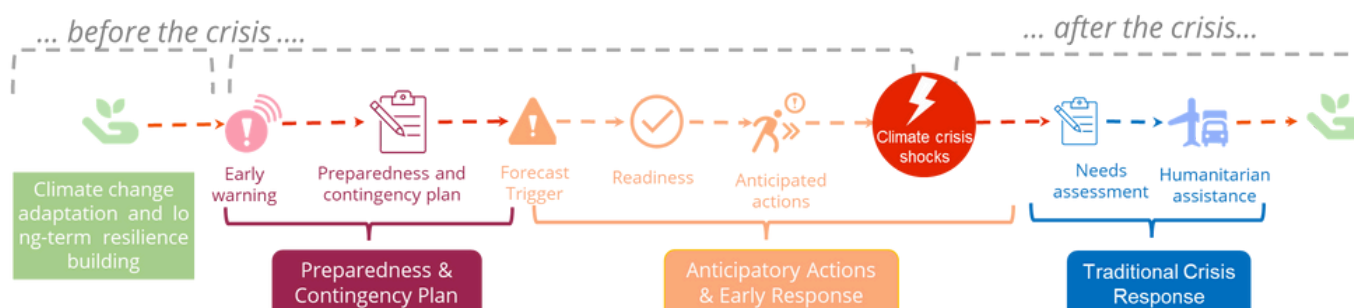 ... before the crisis ....
... after the crisis...
Climate change
adaptation and lo
ng-term resilience
building
Early
warning
Preparedness and
contingency plan
Forecast
Trigger
Readiness
Anticipated
actions
Climate crisis
shocks
Needs
assessment
Humanitarian
assistance
Preparedness &
Contingency Plan
Anticipatory Actions
& Early Response
Traditional Crisis
Response